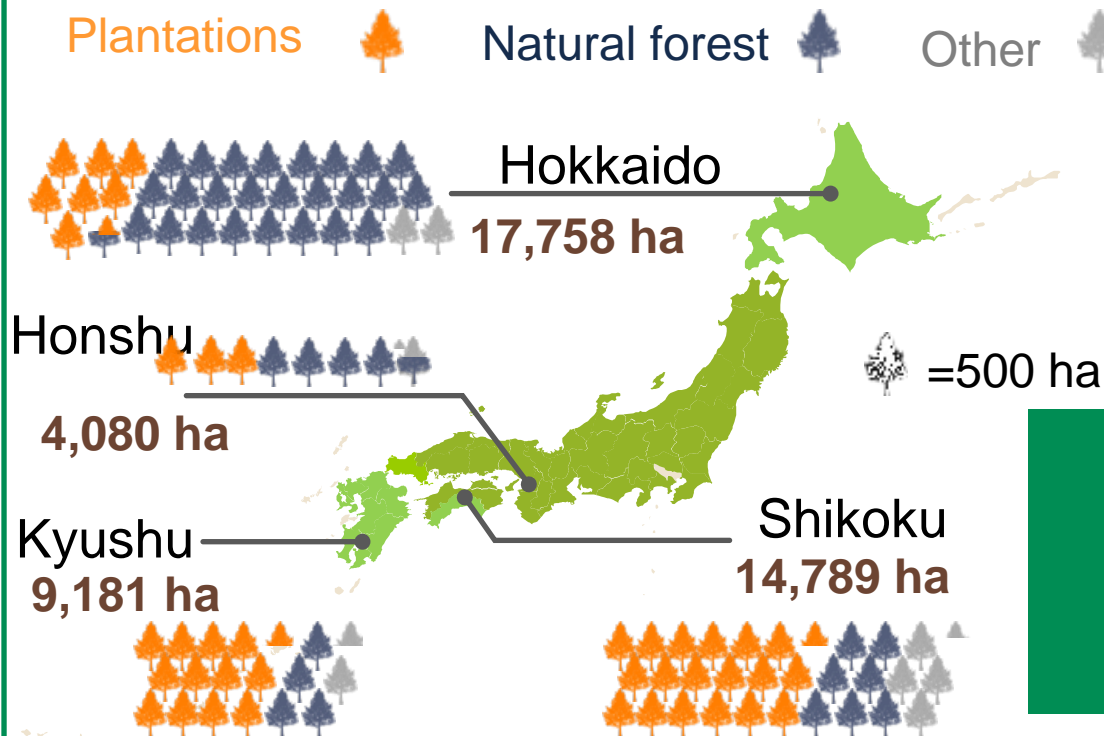 Plantations
Natural forest
Other
Hokkaido
17,758 ha
Honshu
=500 ha
4,080 ha
Shikoku
Kyushu
14,789 ha
9,181 ha